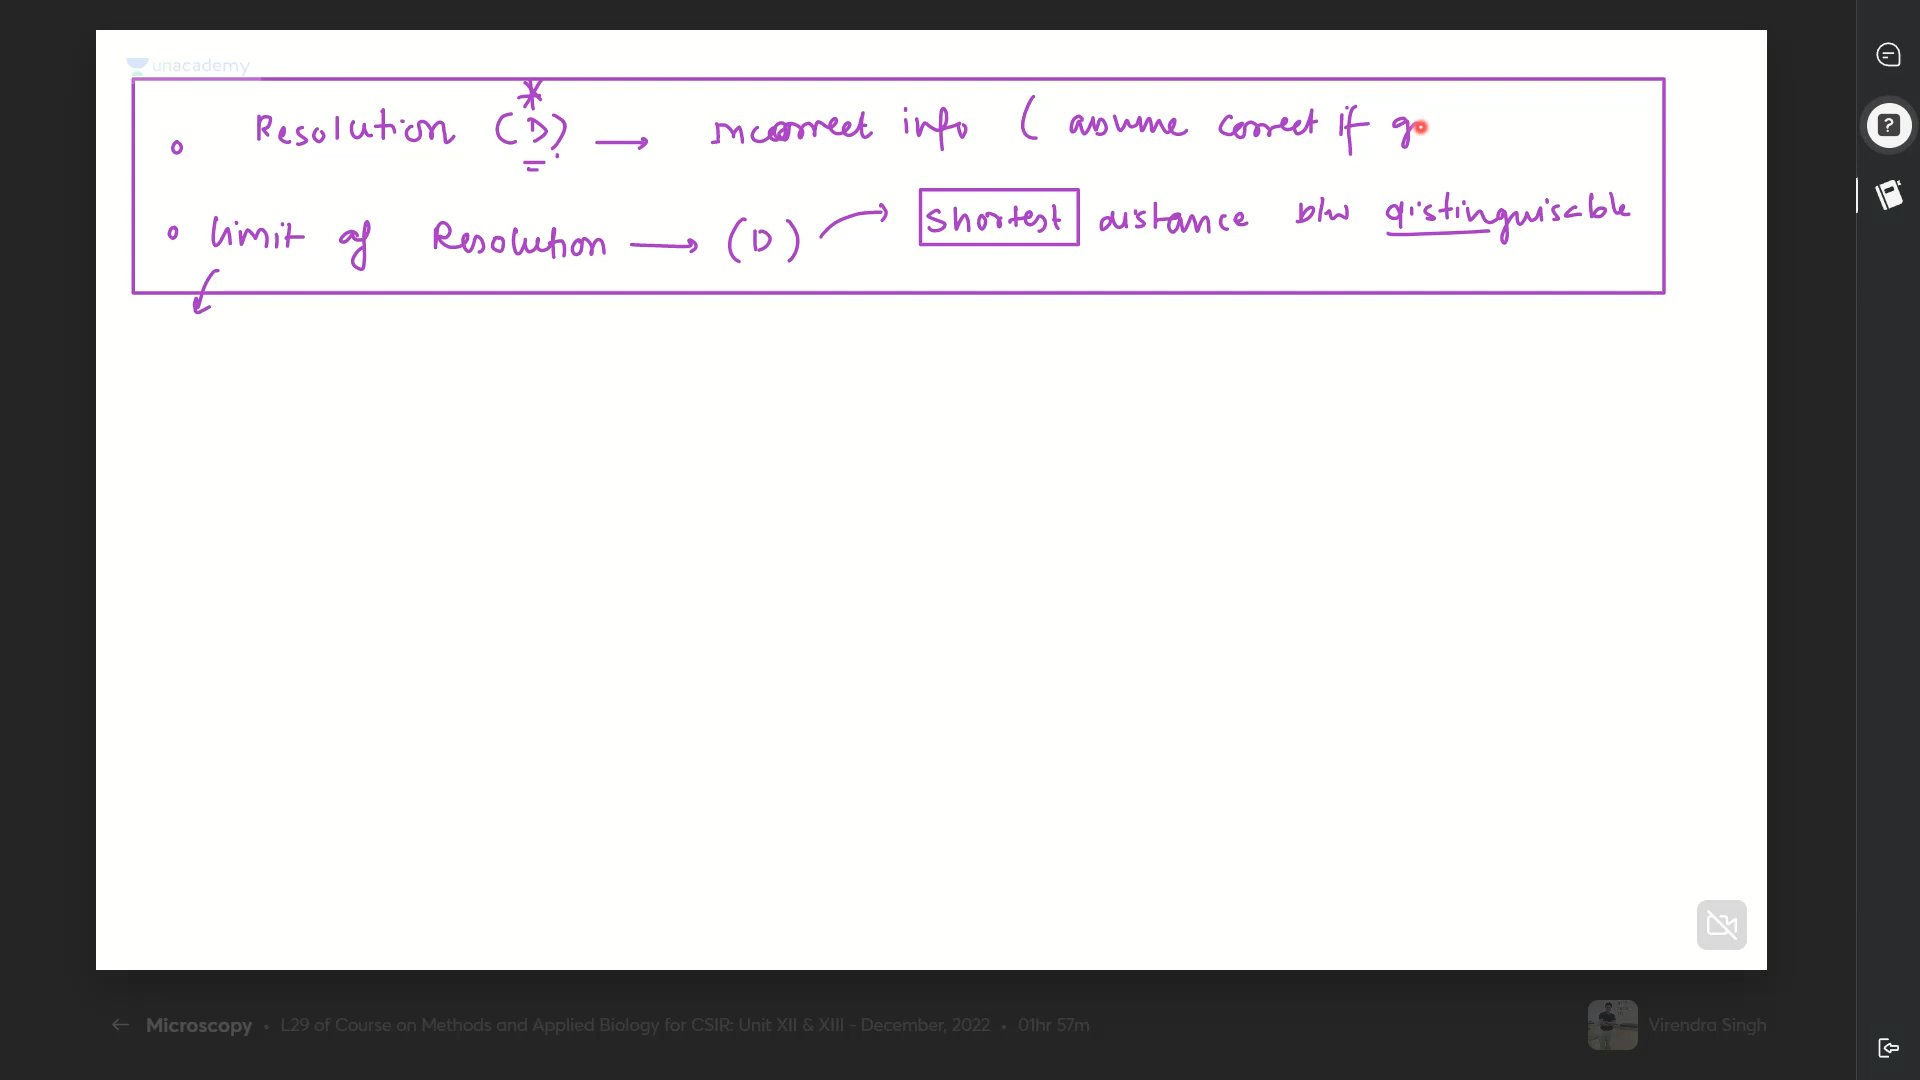 unacademy
Resolution (D) * → Incorrect info ( assume correct if g
Limit of Resolution → (D) → Shortest distance b/w distinguisable
← Microscopy • L29 of Course on Methods and Applied Biology for CSIR: Unit XII & XIII - December, 2022 • 01hr 57m
Virendra Singh